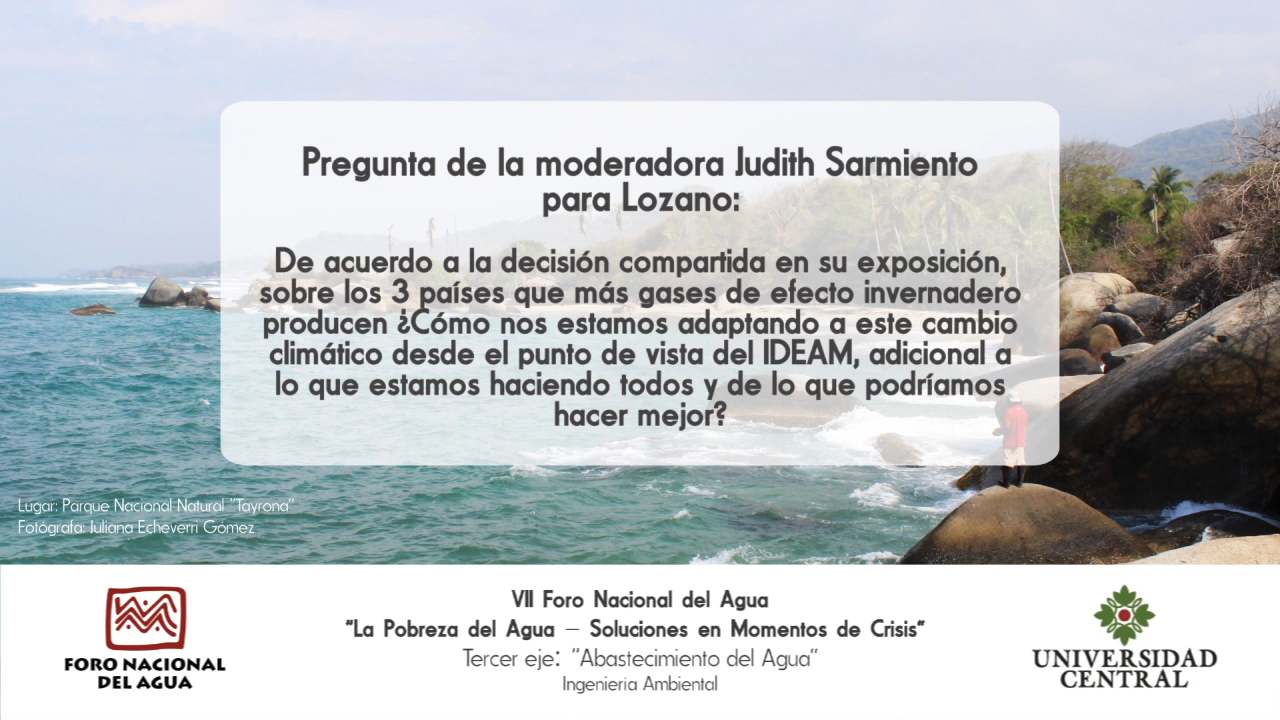 Pregunta de la moderadora Judith Sarmiento
para Lozano:
De acuerdo a la decisión compartida en su exposición,
sobre los 3 países que más gases de efecto invernadero
producen ¿Cómo nos estamos adaptando a este cambio
climático desde el punto de vista del IDEAM, adicional a
lo que estamos haciendo todos y de lo que podríamos
hacer mejor?
Lugar: Parque Nacional Natural "Tayrona"
Fotógrafa: Juliana Echeverri Gómez
FORO NACIONAL
DEL AGUA
VII Foro Nacional del Agua
"La Pobreza del Agua – Soluciones en Momentos de Crisis"
Tercer eje: "Abastecimiento del Agua"
Ingeniería Ambiental
UNIVERSIDAD
CENTRAL